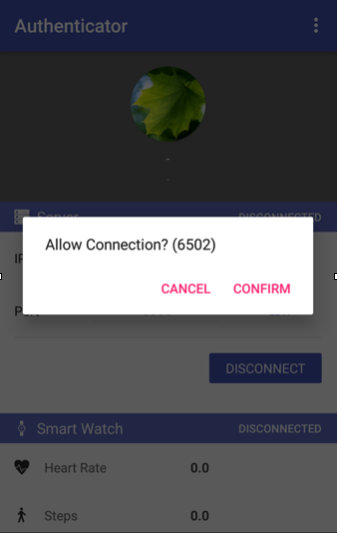 Authenticator
Server DISCONNECTED
IP
Allow Connection? (6502)
CANCEL CONFIRM
DISCONNECT
Smart Watch DISCONNECTED
Heart Rate 0.0
Steps 0.0